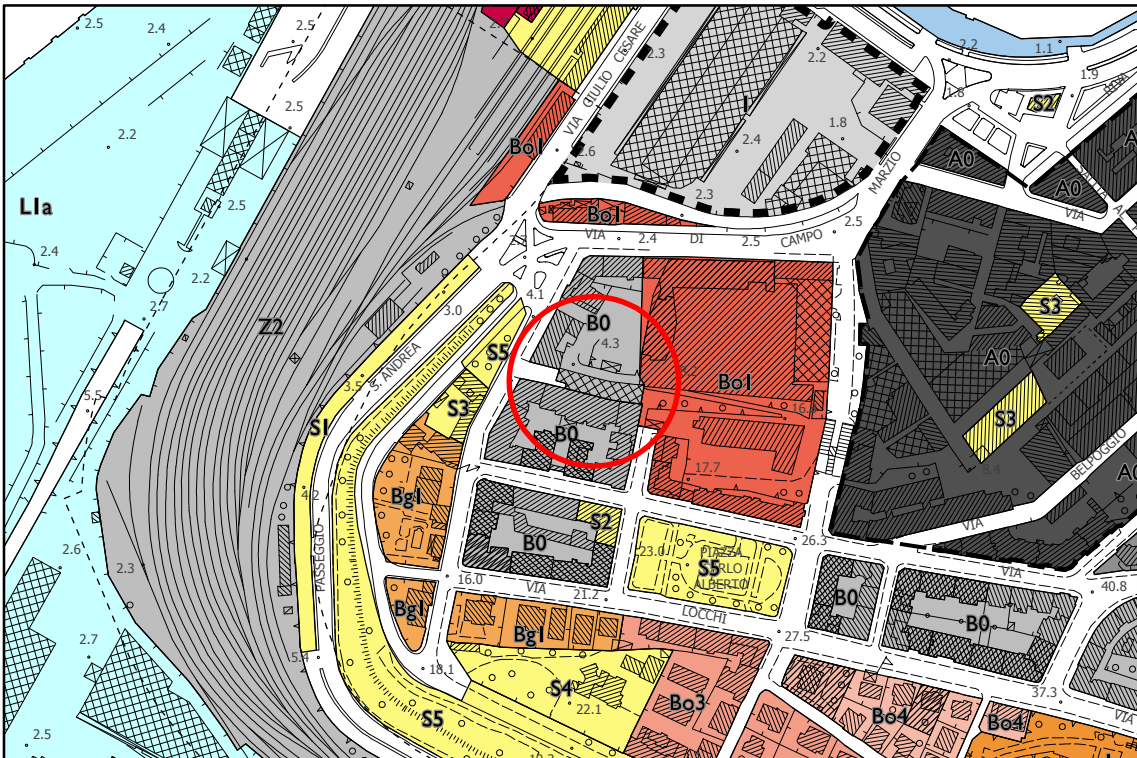 2.5
2.4
2.5
2.3
2.2
2.2
1.1
1.9
VIA GIULIO CESARE
I
1.8
S2
2.5
2.2
Bo1
2.6
2.4
1.8
MARZIO
A0
L1a
2.5
2.3
A0
2.4
2.2
Bo1
VIA DI CAMPO
2.4
2.5
2.5
VIA
2.7
4.1
3.0
Z2
B0
4.3
S3
S5
A0
S. ANDREA
3.5
Bo1
5.5
S3
16.4
S3
S1
B0
8.4
BELPOGGIO
17.7
4.2
Bg1
S2
VIA
PASSEGGIO
B0
26.3
2.6
23.0
PIAZZA
CARLO
ALBERTO
S5
2.3
16.0
VIA
21.2
LOCCHI
VIA
40.8
Bg1
B0
B0
2.7
Bg1
27.5
5.4
18.1
S4
22.1
Bo3
Bo4
37.3
Bo4
VIA
S5
2.5